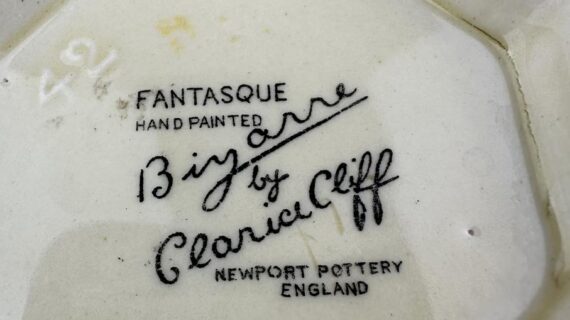 FANTASQUE
HAND PAINTED
Bizarre
by
Clarice Cliff
NEWPORT POTTERY
ENGLAND